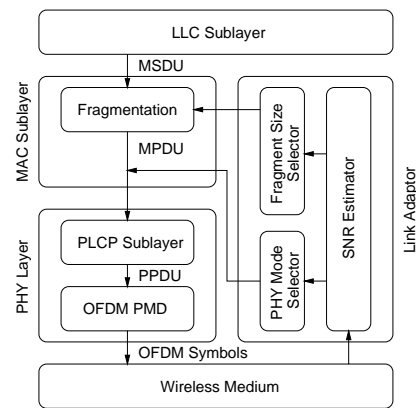 LLC Sublayer
MSDU
MAC Sublayer
Fragmentation
MPDU
Fragment Size
Selector
SNR Estimator
Link Adaptor
PHY Layer
PLCP Sublayer
PPDU
OFDM PMD
PHY Mode
Selector
OFDM Symbols
Wireless Medium